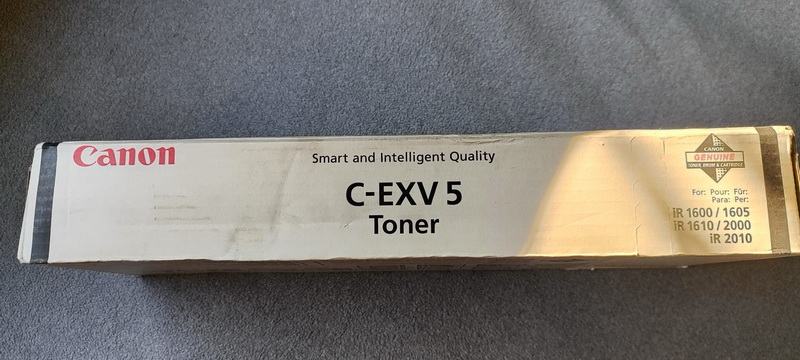 Canon
Smart and Intelligent Quality
C-EXV 5
Toner
CANON
GENUINE
TONER, DRUM & CARTRIDGE
For: Pour: Für:
Para: Per:
iR 1600 / 1605
iR 1610 / 2000
iR 2010